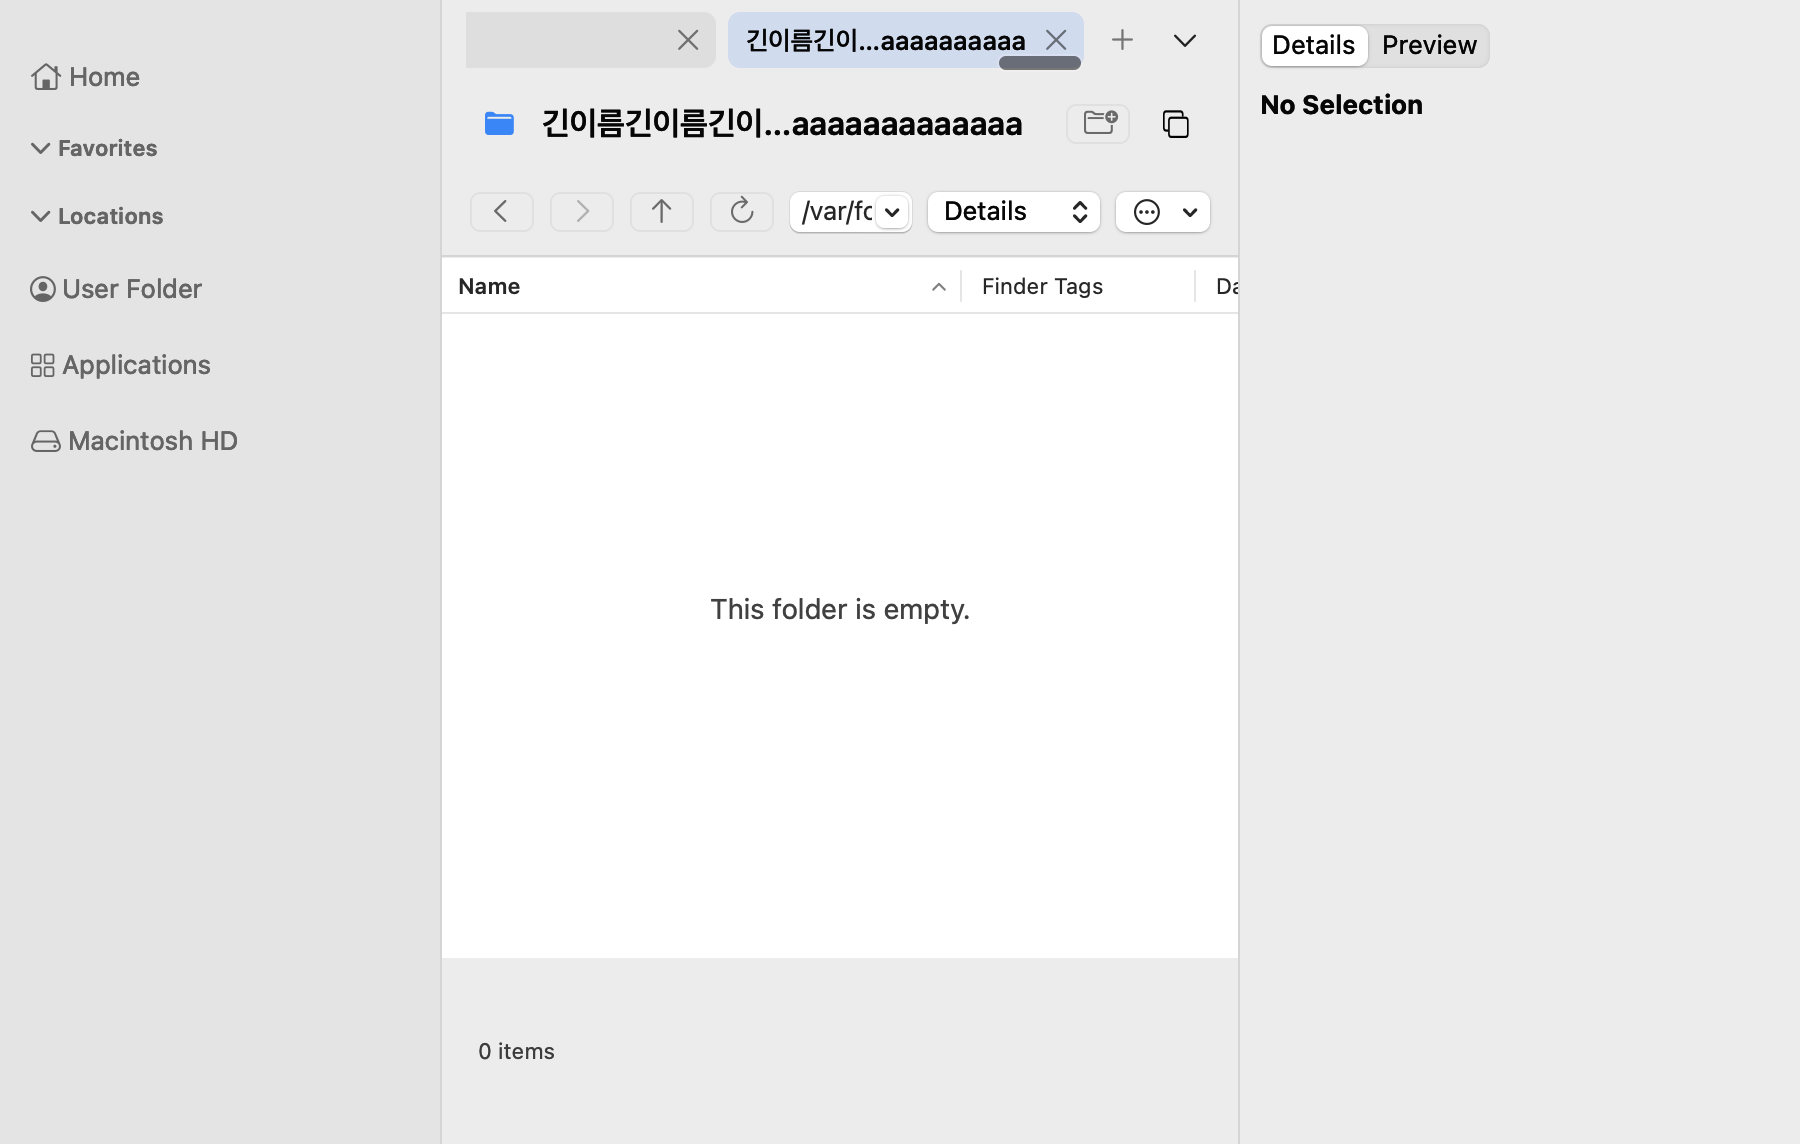 Home
Favorites
Locations
User Folder
Applications
Macintosh HD
긴이름긴이...aaaaaaaaaa
긴이름긴이름긴이...aaaaaaaaaaaaa
/var/fc
Details
Name
Finder Tags
Da
This folder is empty.
0 items
Details
Preview
No Selection